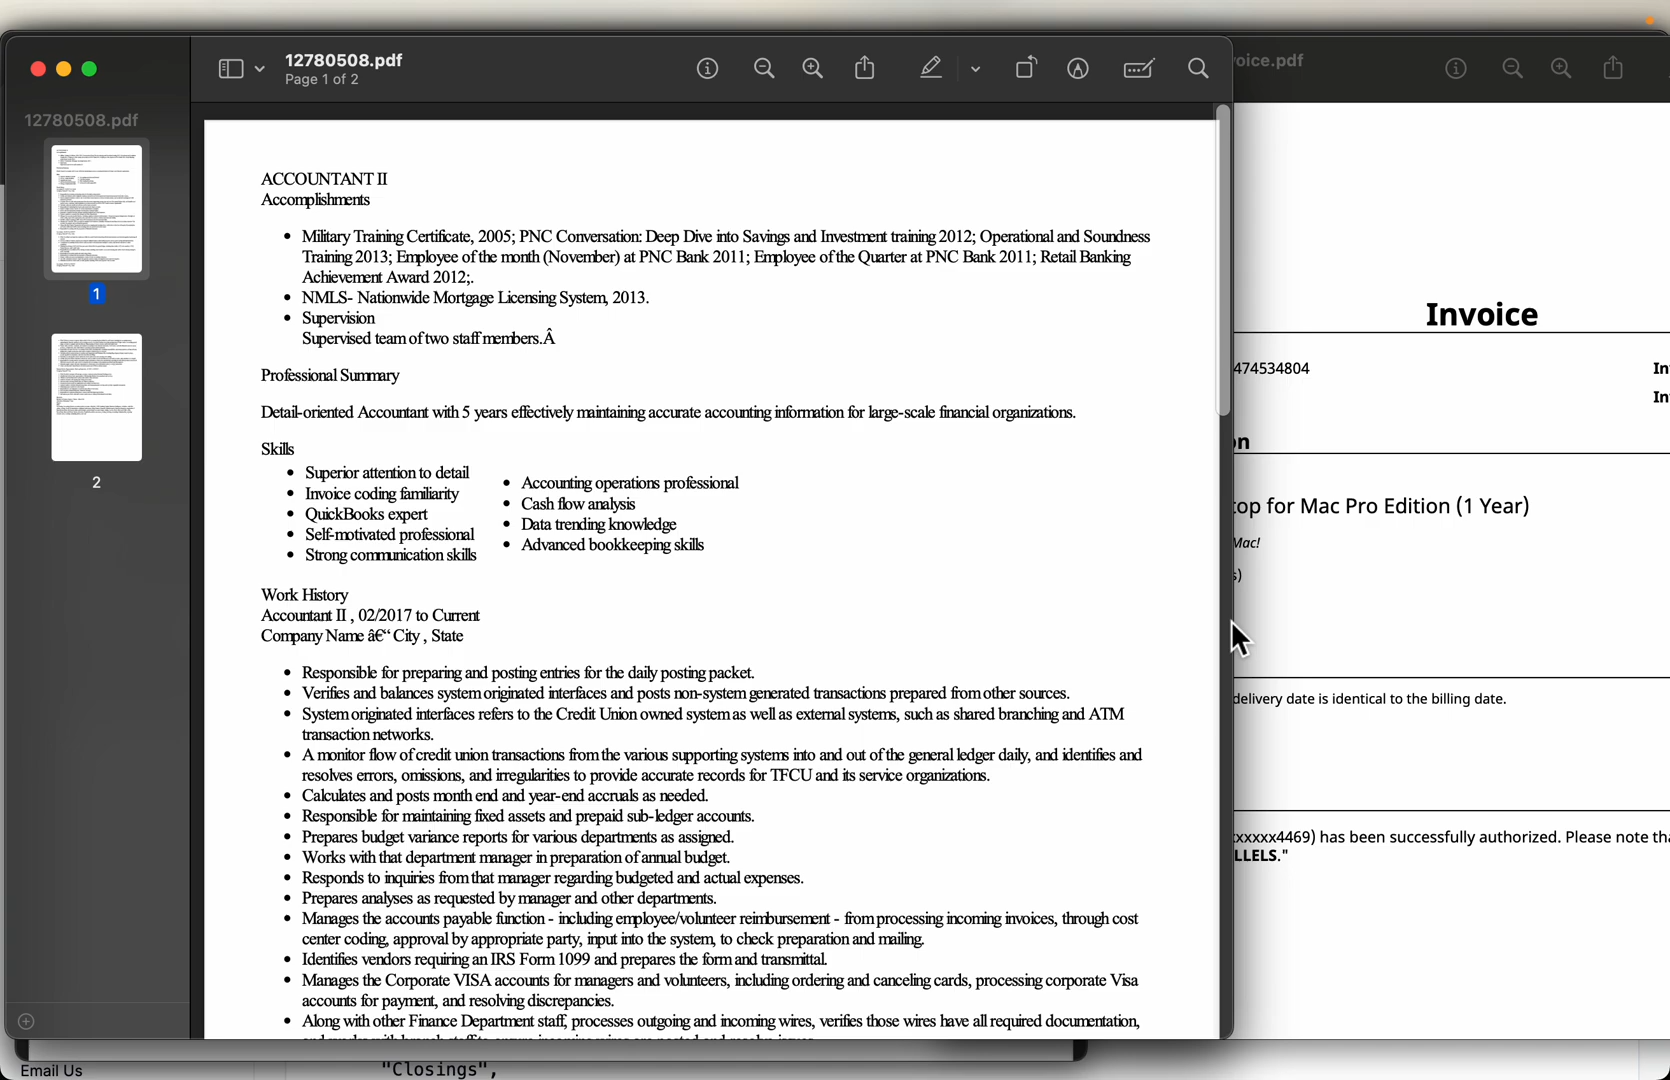 12780508.pdf
Page 1 of 2
12780508.pdf
1
2
ACCOUNTANT II
Accomplishments
• Military Training Certificate, 2005; PNC Conversation: Deep Dive into Savings and Investment training 2012; Operational and Soundness
Training 2013; Employee of the month (November) at PNC Bank 2011; Employee of the Quarter at PNC Bank 2011; Retail Banking
Achievement Award 2012;.
• NMLS- Nationwide Mortgage Licensing System, 2013.
• Supervision
Supervised team of two staff members.Â
Professional Summary
Detail-oriented Accountant with 5 years effectively maintaining accurate accounting information for large-scale financial organizations.
Skills
• Superior attention to detail
• Invoice coding familiarity
• QuickBooks expert
• Self-motivated professional
• Strong communication skills
• Accounting operations professional
• Cash flow analysis
• Data trending knowledge
• Advanced bookkeeping skills
Work History
Accountant II , 02/2017 to Current
Company Name â€“ City , State
• Responsible for preparing and posting entries for the daily posting packet.
• Verifies and balances system originated interfaces and posts non-system generated transactions prepared from other sources.
• System originated interfaces refers to the Credit Union owned system as well as external systems, such as shared branching and ATM
transaction networks.
• A monitor flow of credit union transactions from the various supporting systems into and out of the general ledger daily, and identifies and
resolves errors, omissions, and irregularities to provide accurate records for TFCU and its service organizations.
• Calculates and posts month end and year-end accruals as needed.
• Responsible for maintaining fixed assets and prepaid sub-ledger accounts.
• Prepares budget variance reports for various departments as assigned.
• Works with that department manager in preparation of annual budget.
• Responds to inquiries from that manager regarding budgeted and actual expenses.
• Prepares analyses as requested by manager and other departments.
• Manages the accounts payable function - including employee/volunteer reimbursement - from processing incoming invoices, through cost
center coding, approval by appropriate party, input into the system, to check preparation and mailing.
• Identifies vendors requiring an IRS Form 1099 and prepares the form and transmittal.
• Manages the Corporate VISA accounts for managers and volunteers, including ordering and canceling cards, processing corporate Visa
accounts for payment, and resolving discrepancies.
• Along with other Finance Department staff, processes outgoing and incoming wires, verifies those wires have all required documentation,
oice.pdf
Invoice
474534804
In
In
on
top for Mac Pro Edition (1 Year)
Mac!
s)
delivery date is identical to the billing date.
xxxxx4469) has been successfully authorized. Please note tha
LLELS."
Email Us
"Closings",